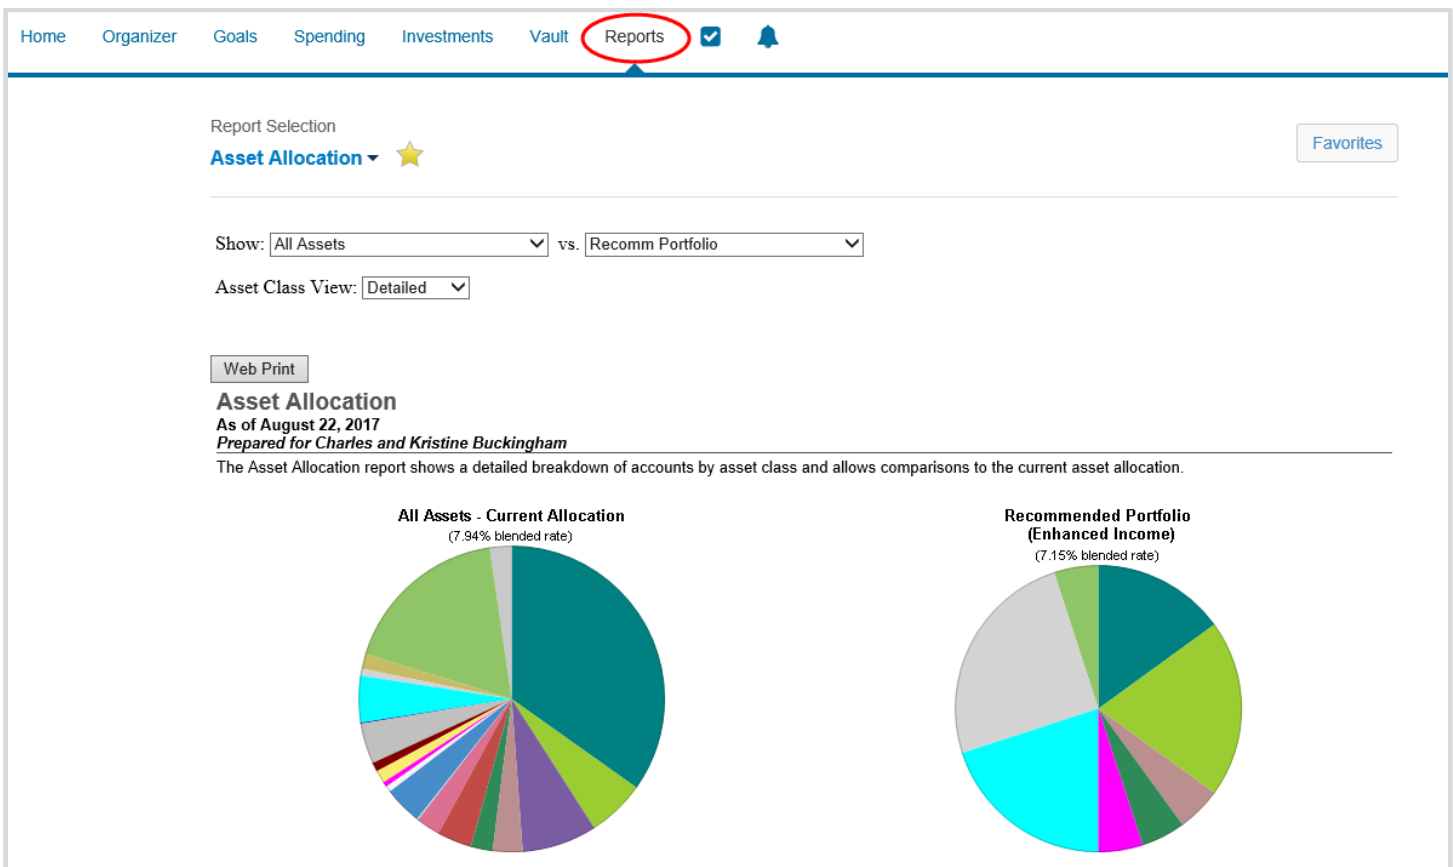 Home Organizer Goals Spending Investments Vault Reports
Report Selection
Asset Allocation
Favorites
Show: All Assets vs. Recomm Portfolio
Asset Class View: Detailed
Web Print
Asset Allocation
As of August 22, 2017
Prepared for Charles and Kristine Buckingham
The Asset Allocation report shows a detailed breakdown of accounts by asset class and allows comparisons to the current asset allocation.
All Assets - Current Allocation
(7.94% blended rate)
Recommended Portfolio
(Enhanced Income)
(7.15% blended rate)